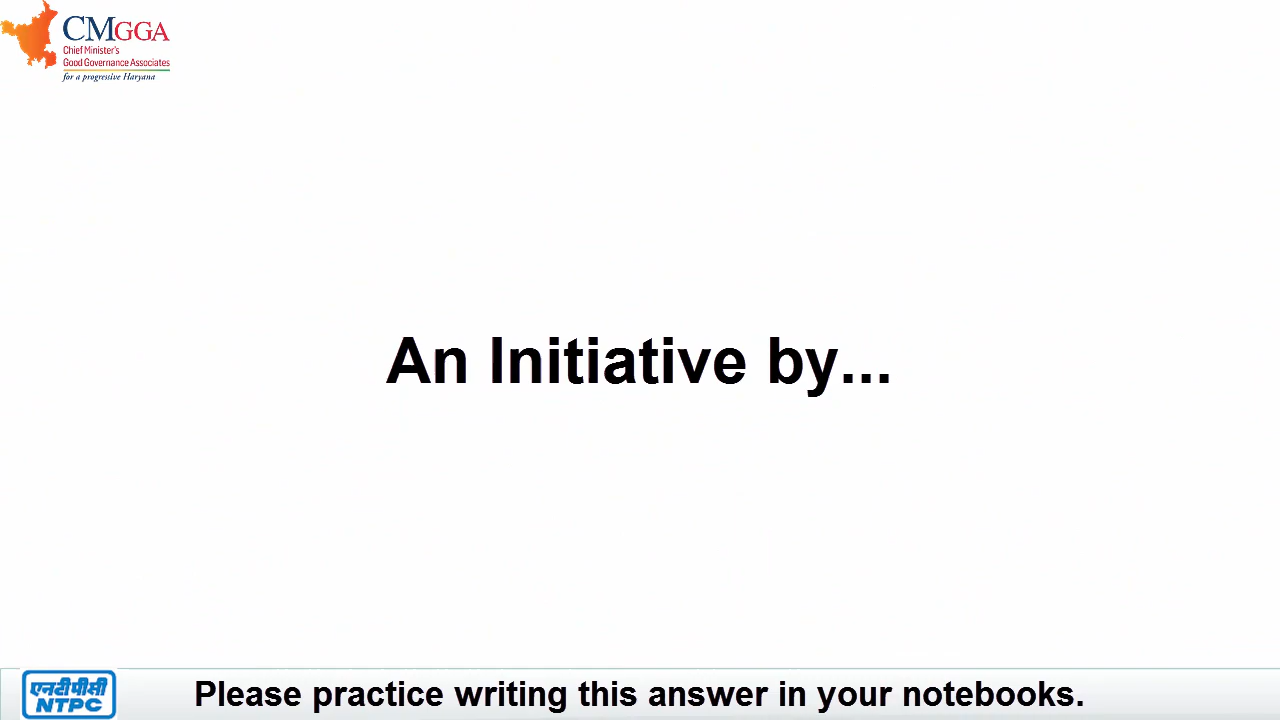 CMGGA
Chief Minister's
Good Governance Associates
for a progressive Haryana
An Initiative by...
एनटीपीसी
NTPC
Please practice writing this answer in your notebooks.